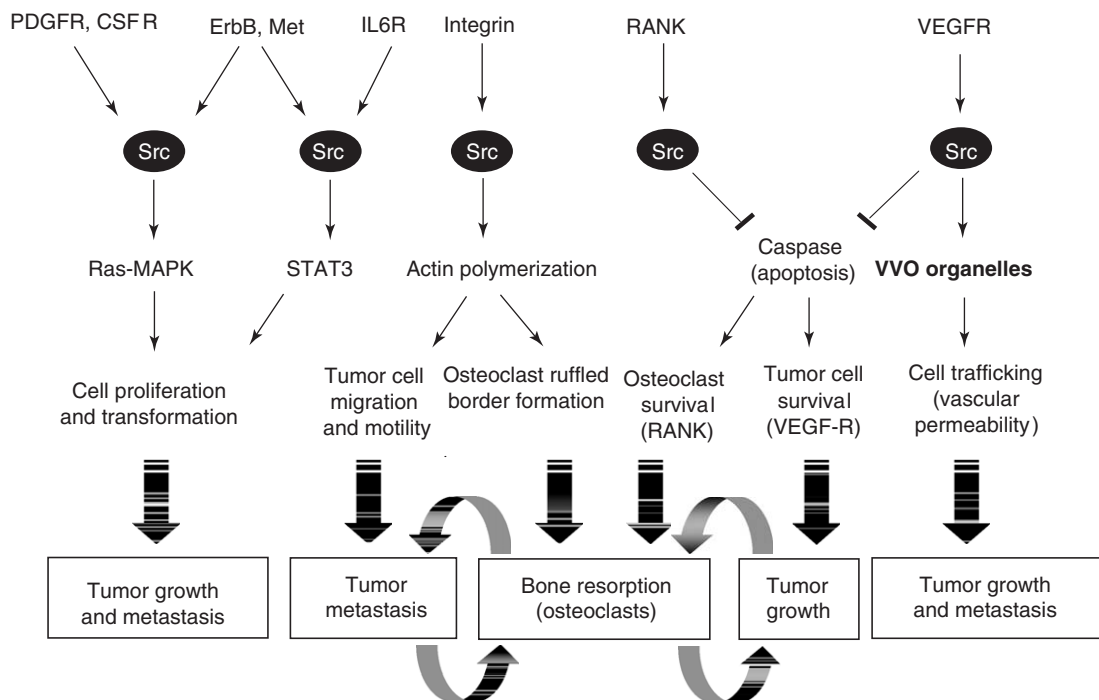 PDGFR, CSFR
ErbB, Met
IL6R
Integrin
RANK
VEGFR
Src
Src
Src
Src
Src
Ras-MAPK
STAT3
Actin polymerization
Caspase
(apoptosis)
VVO organelles
Cell proliferation
and transformation
Tumor cell
migration
and motility
Osteoclast ruffled
border formation
Osteoclast
survival
(RANK)
Tumor cell
survival
(VEGF-R)
Cell trafficking
(vascular
permeability)
Tumor growth
and metastasis
Tumor
metastasis
Bone resorption
(osteoclasts)
Tumor
growth
Tumor growth
and metastasis